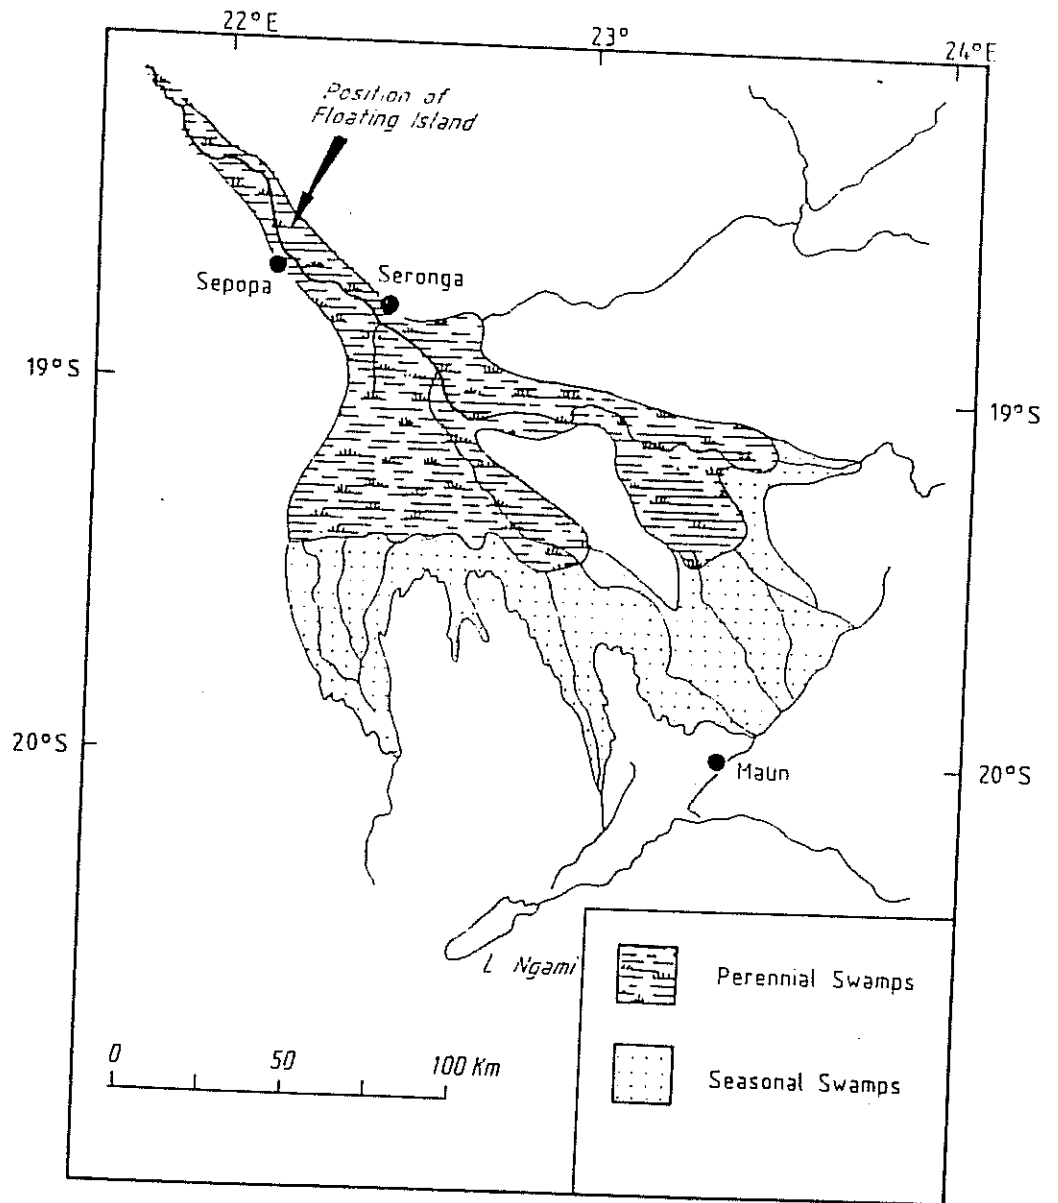 22°E
23°
24°E
Position of
Floating Island
Sepopa
Seronga
19°S
19°S
20°S
20°S
Maun
L Ngami
Perennial Swamps
Seasonal Swamps
0 50 100 Km